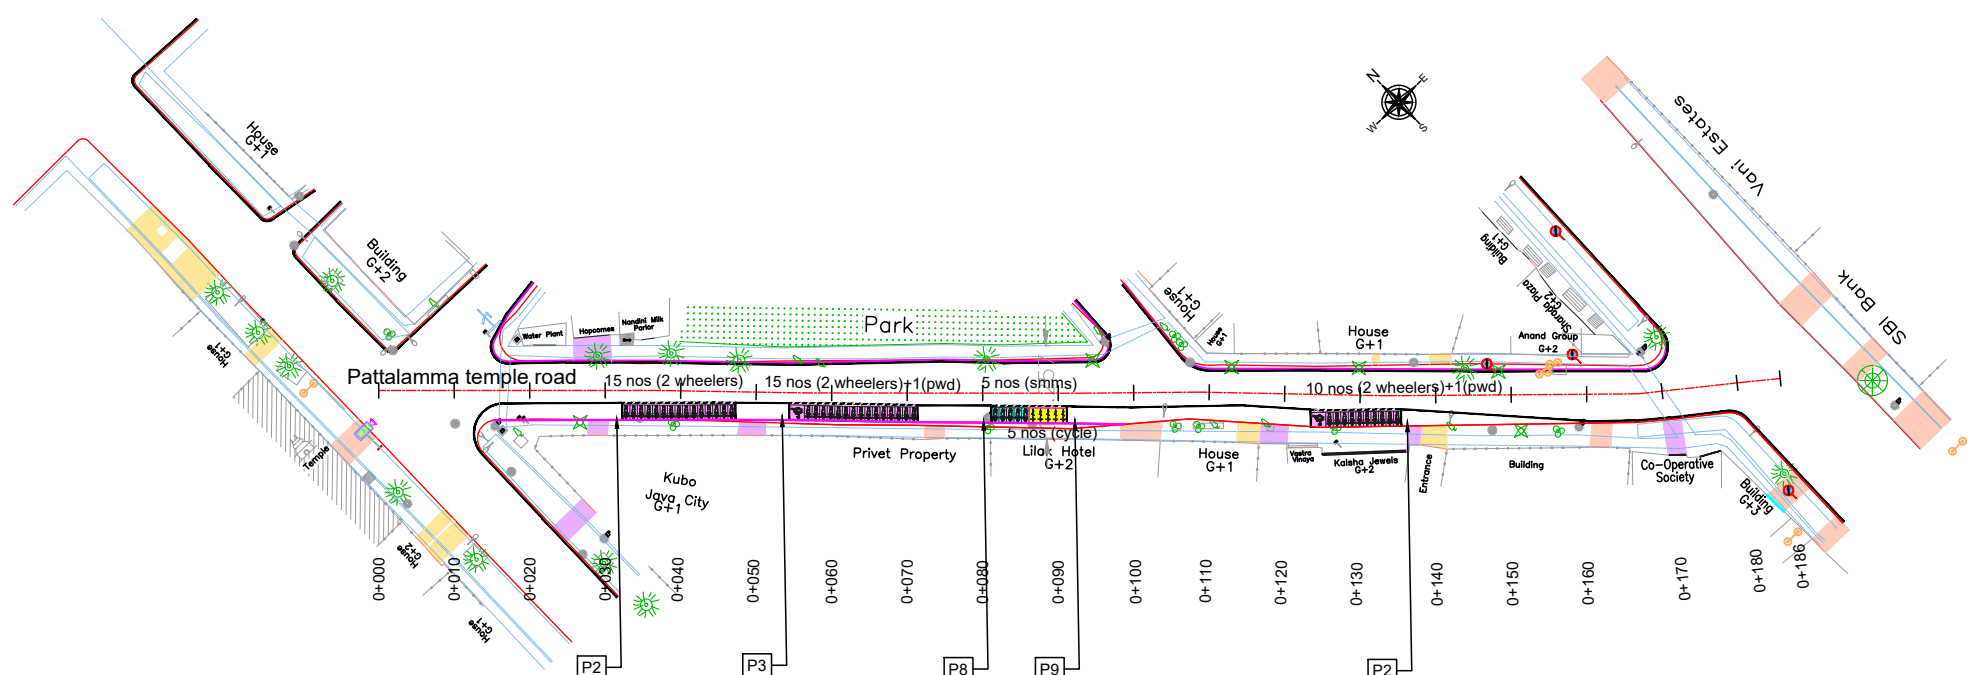 N
E
W
S
House
G+1
Building
G+2
Vani Estates
SBI Bank
Water Plant
Hopcomes
Nandini Milk
Parlor
Park
House
G+1
House
G+1
House
G+1
Building
G+1
Sharada Plaza
G+2
Anand Group
G+2
House
G+1
Pattalamma temple road
15 nos (2 wheelers)
15 nos (2 wheelers)+1(pwd)
5 nos (smms)
10 nos (2 wheelers)+1(pwd)
5 nos (cycle)
Temple
Kubo
Java City
G+1
Privet Property
Lilak Hotel
G+2
House
G+1
Vastra
Vinaya
Kaisha Jewels
G+2
Entrance
Building
Co-Operative
Society
Building
G+3
House
G+2
House
G+1
0+000
0+010
0+020
0+030
0+040
0+050
0+060
0+070
0+080
0+090
0+100
0+110
0+120
0+130
0+140
0+150
0+160
0+170
0+180
0+186
P2
P3
P8
P9
P2